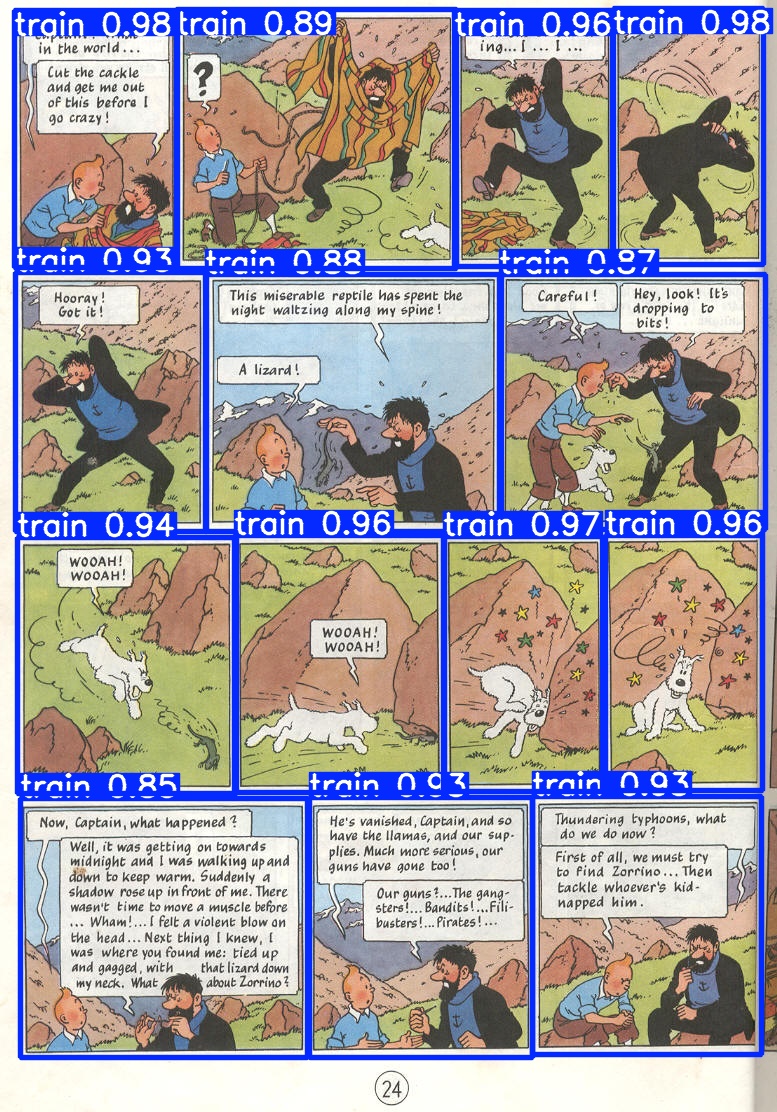 train 0.98
train 0.89
train 0.96
train 0.98
in the world...
Cut the cackle
and get me out
of this before I
go crazy!
?
ing... I ... I ...
train 0.93
train 0.88
train 0.87
Hooray!
Got it!
This miserable reptile has spent the
night waltzing along my spine!
A lizard!
Careful!
Hey, look! It's
dropping to
bits!
train 0.94
train 0.96
train 0.97
train 0.96
WOOAH!
WOOAH!
WOOAH!
WOOAH!
train 0.85
train 0.93
train 0.93
Now, Captain, what happened?
Well, it was getting on towards
midnight and I was walking up and
down to keep warm. Suddenly a
shadow rose up in front of me. There
wasn't time to move a muscle before
... Wham!... I felt a violent blow on
the head... Next thing I knew, I
was where you found me: tied up
and gagged, with that lizard down
my neck. What about Zorrino?
He's vanished, Captain, and so
have the llamas, and our sup-
plies. Much more serious, our
guns have gone too!
Our guns?...The gang-
sters!...Bandits!...Fili-
busters!...Pirates!...
Thundering typhoons, what
do we do now?
First of all, we must try
to find Zorrino... Then
tackle whoever's kid-
napped him.
24